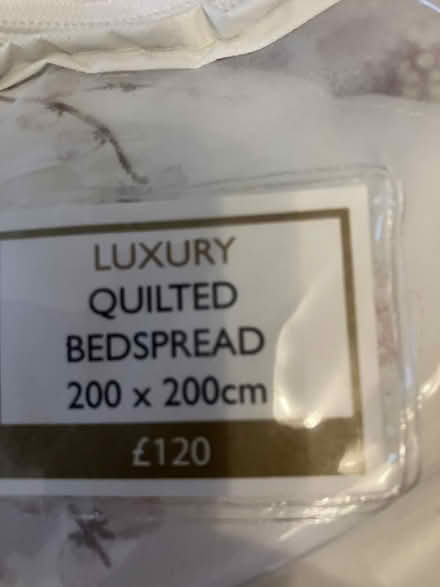 LUXURY
QUILTED
BEDSPREAD
200 x 200cm
£120